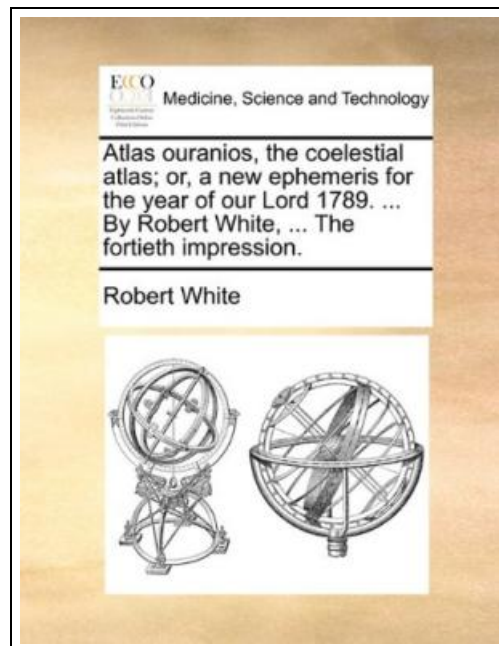 ECCO
Medicine, Science and Technology
Atlas ouranios, the coelestial
atlas; or, a new ephemeris for
the year of our Lord 1789. ...
By Robert White, ... The
fortieth impression.
Robert White